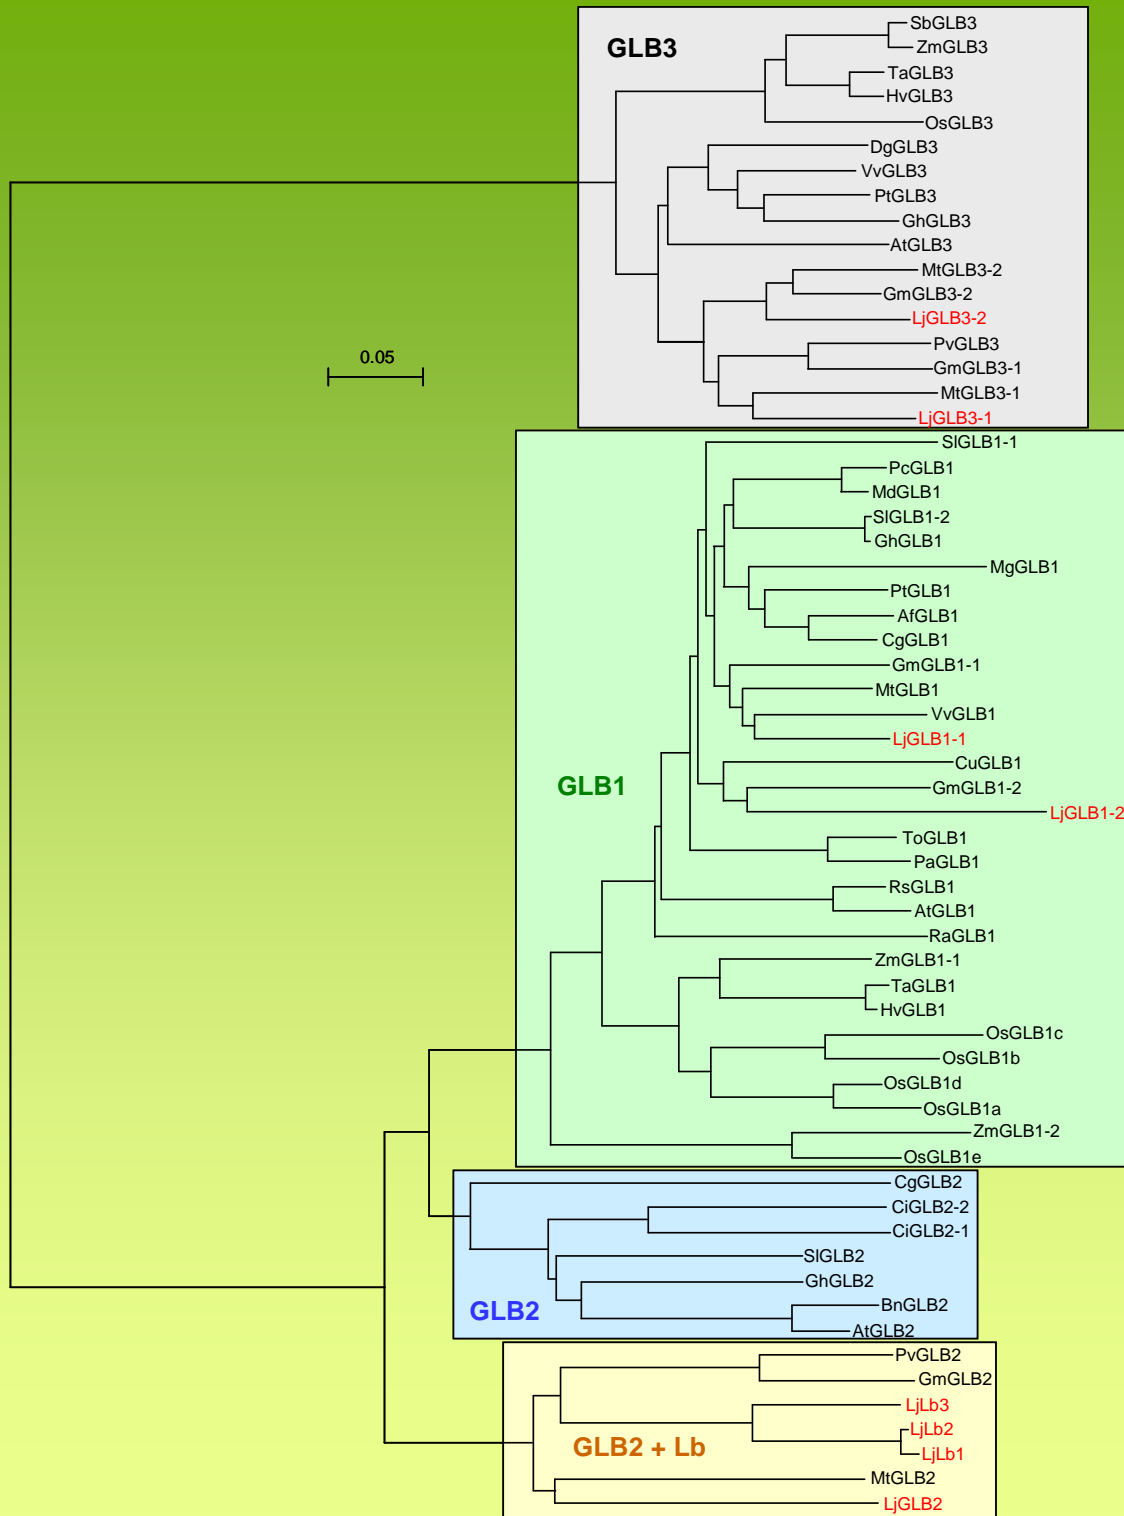 SbGLB3
GLB3
ZmGLB3
TaGLB3
HvGLB3
OsGLB3
DgGLB3
VvGLB3
PtGLB3
GhGLB3
AtGLB3
MtGLB3-2
GmGLB3-2
LjGLB3-2
PvGLB3
0.05
GmGLB3-1
MtGLB3-1
LjGLB3-1
SlGLB1-1
PcGLB1
MdGLB1
SlGLB1-2
GhGLB1
MgGLB1
PtGLB1
AfGLB1
CgGLB1
GmGLB1-1
MtGLB1
VvGLB1
LjGLB1-1
CuGLB1
GLB1
GmGLB1-2
LjGLB1-2
ToGLB1
PaGLB1
RsGLB1
AtGLB1
RaGLB1
ZmGLB1-1
TaGLB1
HvGLB1
OsGLB1c
OsGLB1b
OsGLB1d
OsGLB1a
ZmGLB1-2
OsGLB1e
CgGLB2
CiGLB2-2
CiGLB2-1
SlGLB2
GhGLB2
BnGLB2
GLB2
AtGLB2
PvGLB2
GmGLB2
LjLb3
LjLb2
GLB2 + Lb
LjLb1
MtGLB2
LjGLB2